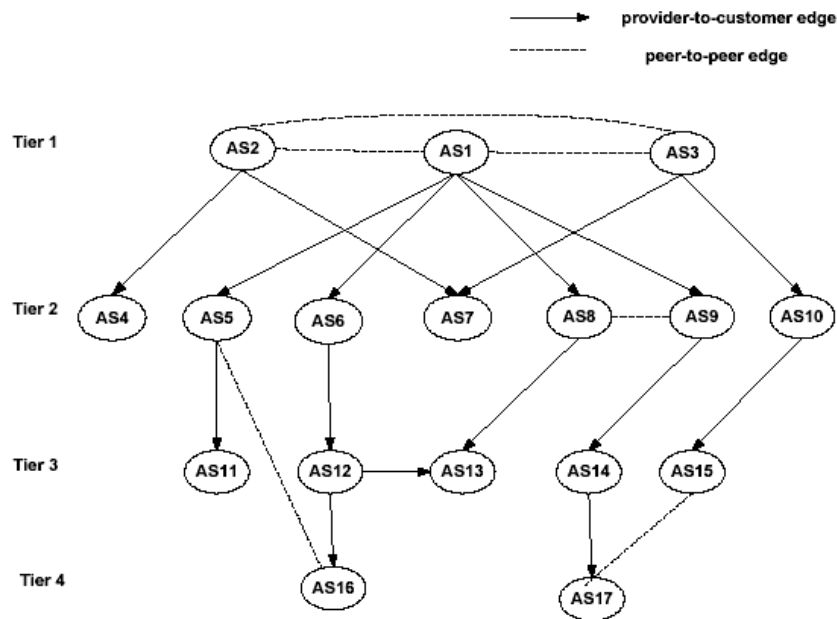 provider-to-customer edge
peer-to-peer edge
Tier 1
AS2
AS1
AS3
Tier 2
AS4
AS5
AS6
AS7
AS8
AS9
AS10
Tier 3
AS11
AS12
AS13
AS14
AS15
Tier 4
AS16
AS17